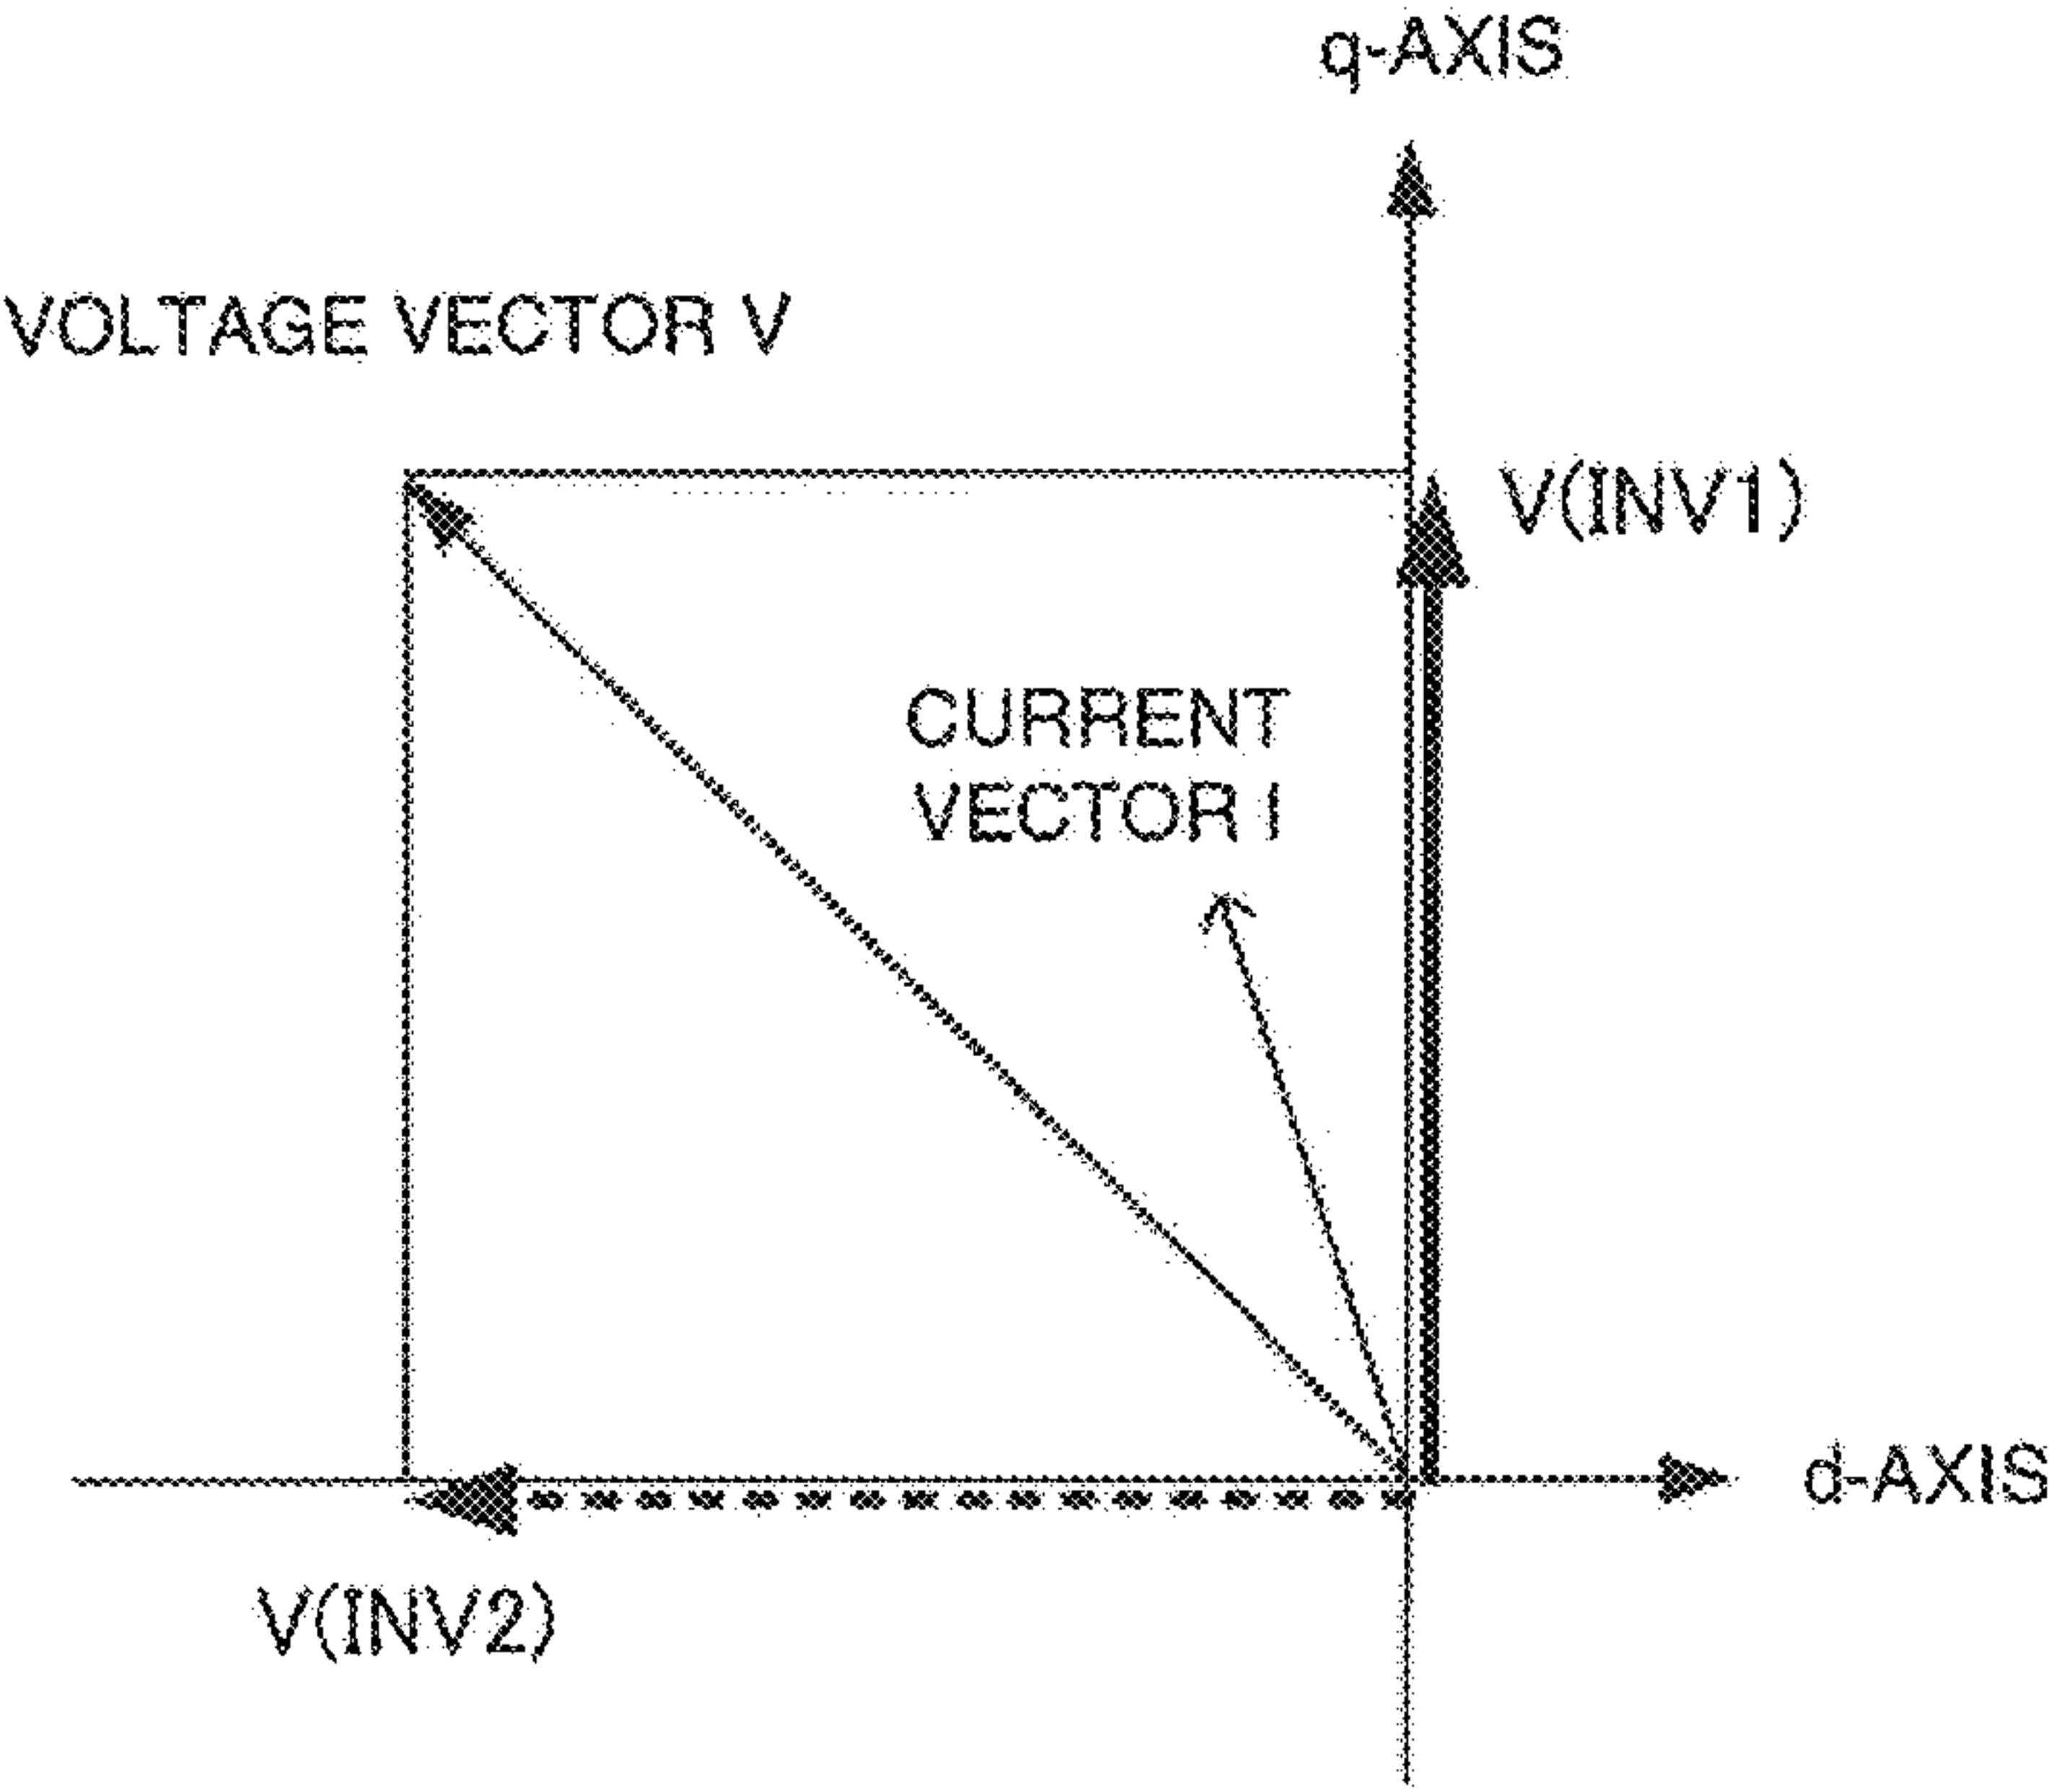 q-AXIS
VOLTAGE VECTOR V
V(INV1)
CURRENT
VECTOR I
d-AXIS
V(INV2)